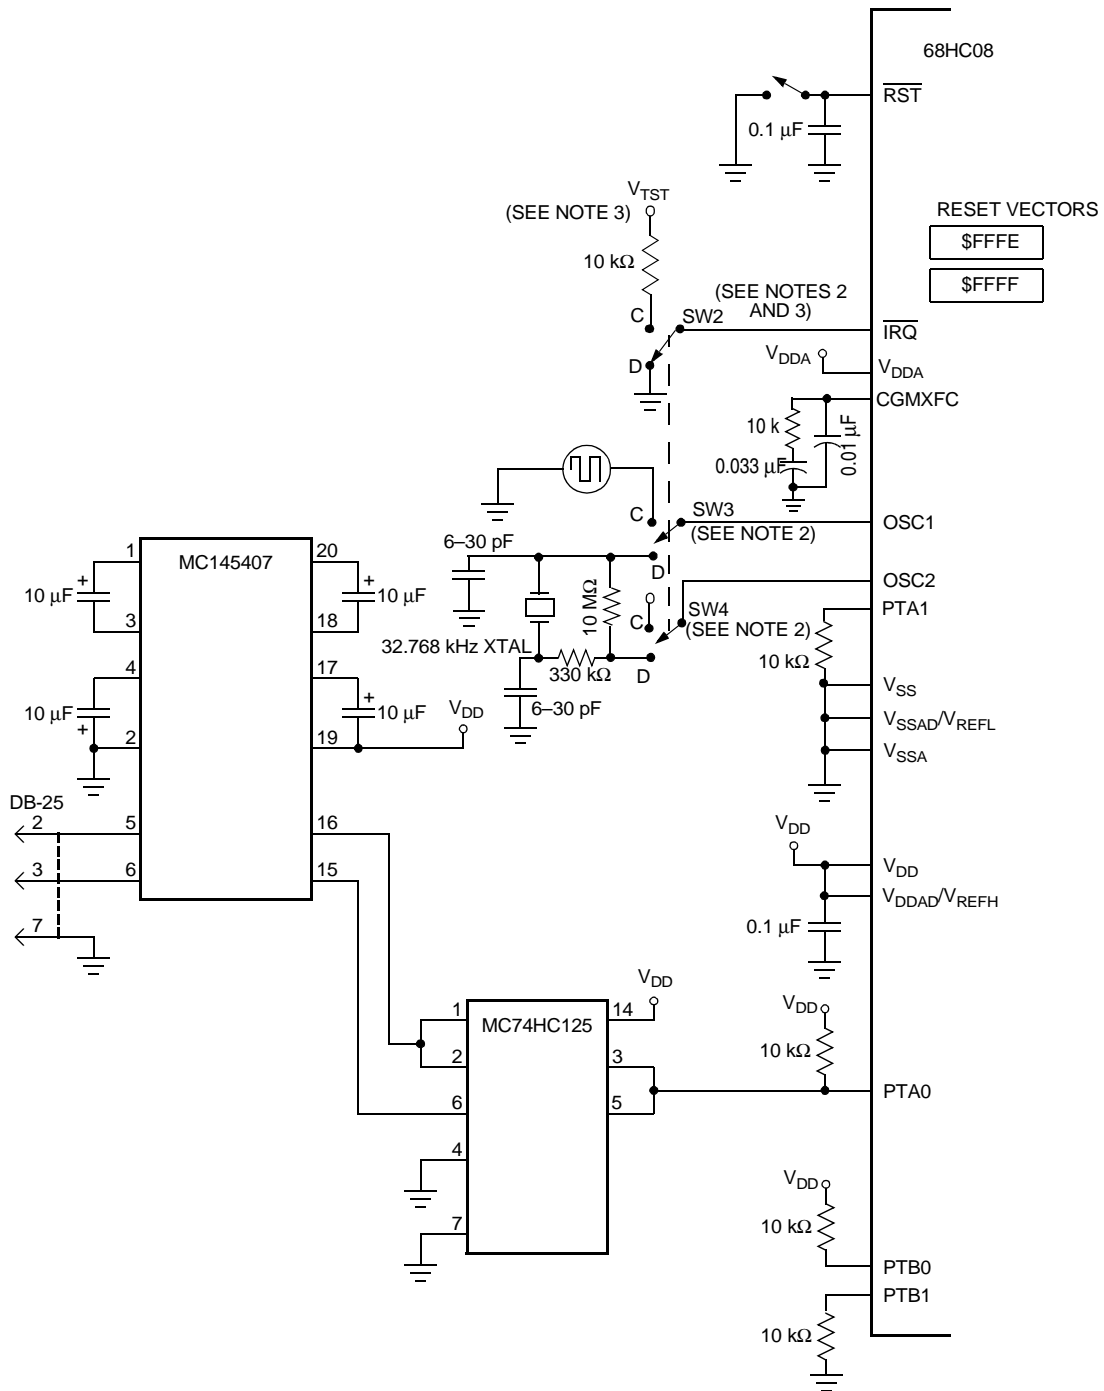 68HC08
RST
0.1 µF
VTST
(SEE NOTE 3)
RESET VECTORS
$FFFE
$FFFF
10 kΩ
(SEE NOTES 2
AND 3)
C
SW2
IRQ
D
VDDA
VDDA
CGMXFC
10 k
0.01 µF
0.033 µF
C
SW3
OSC1
(SEE NOTE 2)
6–30 pF
D
OSC2
10 MΩ
C
SW4
PTA1
(SEE NOTE 2)
32.768 kHz XTAL
330 kΩ
D
10 kΩ
6–30 pF
VSS
VSSAD/VREFL
VSSA
MC145407
1
20
10 µF
+
+
10 µF
3
18
4
17
10 µF
+
+
10 µF
VDD
2
19
DB-25
2
5
16
3
6
15
7
VDD
VDD
VDDAD/VREFH
0.1 µF
MC74HC125
1
14
VDD
2
3
6
5
4
7
VDD
10 kΩ
PTA0
VDD
10 kΩ
PTB0
PTB1
10 kΩ